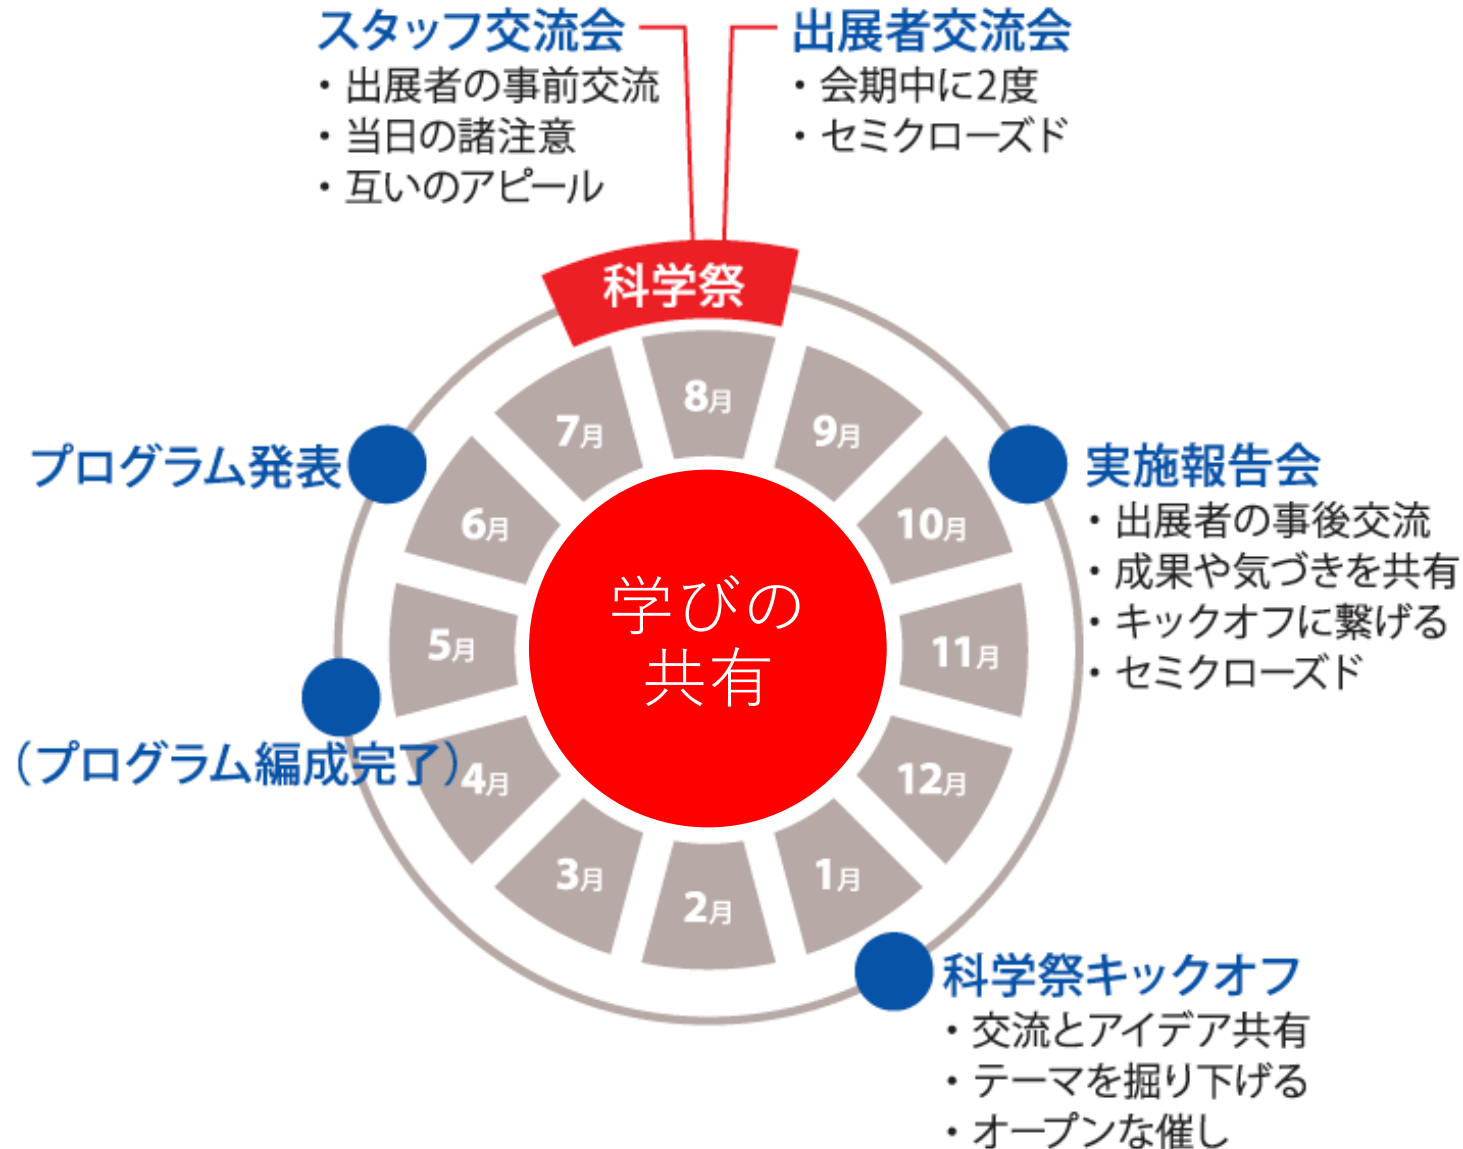 スタッフ交流会
・出展者の事前交流
・当日の諸注意
・互いのアピール
出展者交流会
・会期中に2度
・セミクローズド
科学祭
8月
9月
10月
11月
12月
1月
2月
3月
4月
5月
6月
7月
学びの
共有
実施報告会
・出展者の事後交流
・成果や気づきを共有
・キックオフに繋げる
・セミクローズド
科学祭キックオフ
・交流とアイデア共有
・テーマを掘り下げる
・オープンな催し
（プログラム編成完了）
プログラム発表